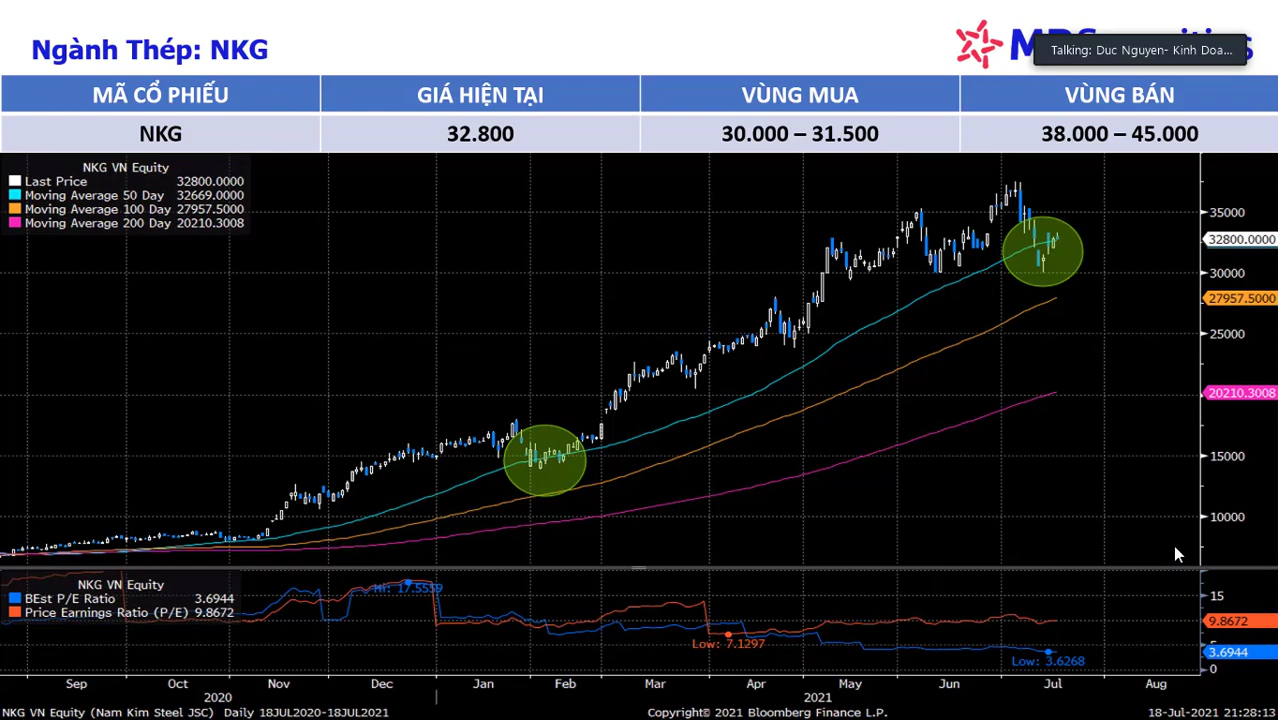 Ngành Thép: NKG
Talking: Duc Nguyen- Kinh Doa...
MÃ CỔ PHIẾU GIÁ HIỆN TẠI VÙNG MUA VÙNG BÁN
NKG 32.800 30.000 – 31.500 38.000 – 45.000
NKG VN Equity
Last Price 32800.0000
Moving Average 50 Day 32669.0000
Moving Average 100 Day 27957.5000
Moving Average 200 Day 20210.3008
35000
32800.0000
30000
27957.5000
25000
20210.3008
15000
10000
NKG VN Equity
BEst P/E Ratio 3.6944
Price Earnings Ratio (P/E) 9.8672
Hi: 17.5559
Low: 7.1297
Low: 3.6268
15
9.8672
5
3.6944
0
Sep Oct Nov Dec Jan Feb Mar Apr May Jun Jul Aug
2020 2021
NKG VN Equity (Nam Kim Steel JSC) Daily 18JUL2020-18JUL2021 Copyright© 2021 Bloomberg Finance L.P. 18-Jul-2021 21:28:13